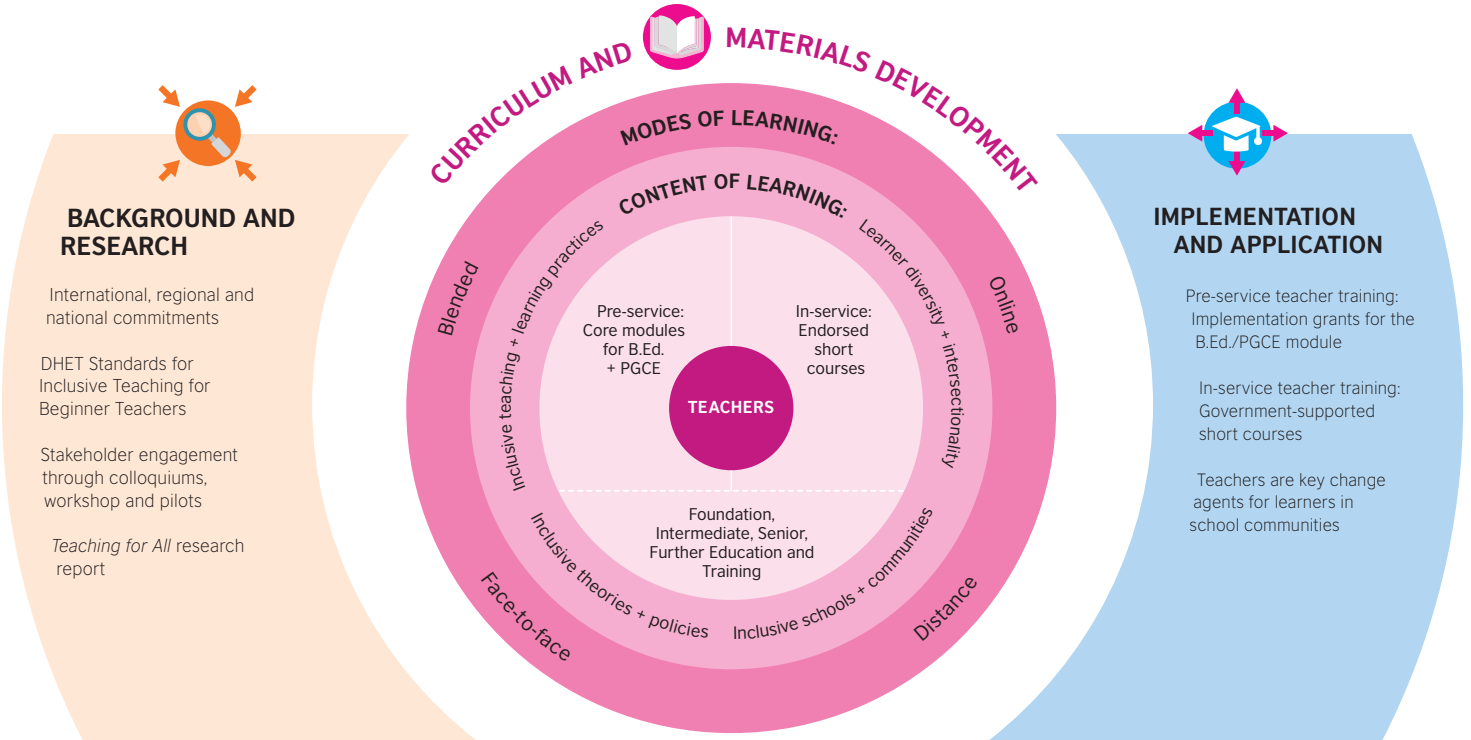 CURRICULUM AND MATERIALS DEVELOPMENT
BACKGROUND AND
RESEARCH
International, regional and
national commitments
DHET Standards for
Inclusive Teaching for
Beginner Teachers
Stakeholder engagement
through colloquiums,
workshop and pilots
Teaching for All research
report
MODES OF LEARNING:
Blended
Online
Face-to-face
Distance
CONTENT OF LEARNING:
Inclusive teaching + learning practices
Learner diversity + intersectionality
Inclusive theories + policies
Inclusive schools + communities
Pre-service:
Core modules
for B.Ed.
+ PGCE
In-service:
Endorsed
short
courses
TEACHERS
Foundation,
Intermediate, Senior,
Further Education and
Training
IMPLEMENTATION
AND APPLICATION
Pre-service teacher training:
Implementation grants for the
B.Ed./PGCE module
In-service teacher training:
Government-supported
short courses
Teachers are key change
agents for learners in
school communities